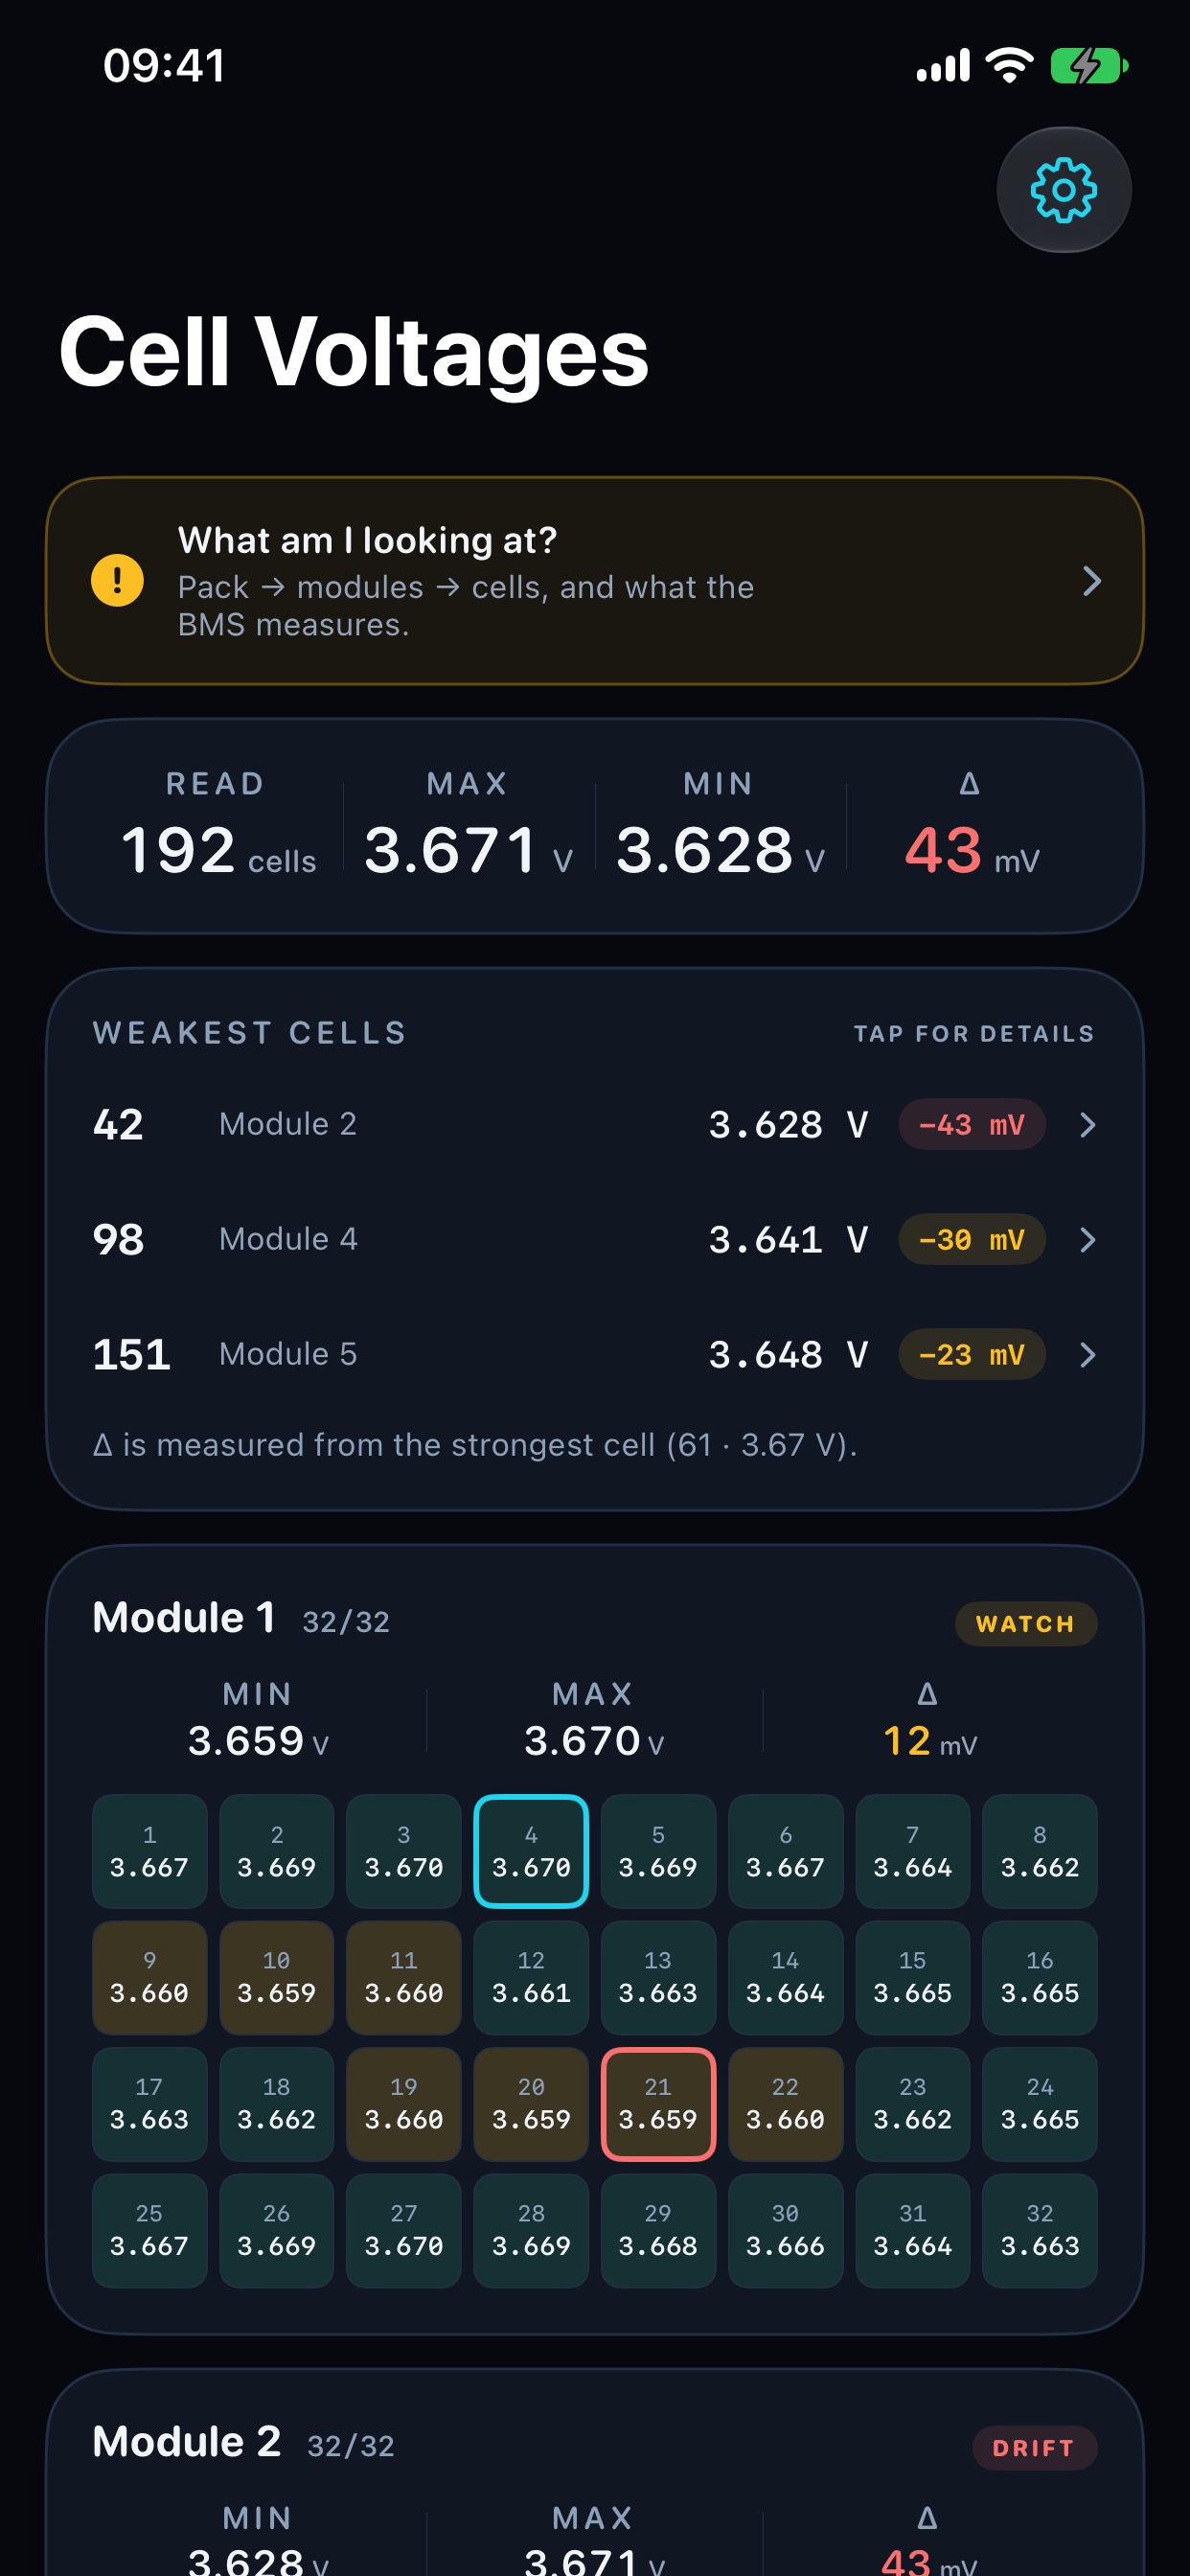 09:41
Cell Voltages
What am I looking at?
Pack → modules → cells, and what the
BMS measures.
READ MAX MIN Δ
192 cells 3.671 V 3.628 V 43 mV
WEAKEST CELLS TAP FOR DETAILS
42 Module 2 3.628 V −43 mV
98 Module 4 3.641 V −30 mV
151 Module 5 3.648 V −23 mV
Δ is measured from the strongest cell (61 · 3.67 V).
Module 1 32/32 WATCH
MIN MAX Δ
3.659 V 3.670 V 12 mV
1 2 3 4 5 6 7 8
3.667 3.669 3.670 3.670 3.669 3.667 3.664 3.662
9 10 11 12 13 14 15 16
3.660 3.659 3.660 3.661 3.663 3.664 3.665 3.665
17 18 19 20 21 22 23 24
3.663 3.662 3.660 3.659 3.659 3.660 3.662 3.665
25 26 27 28 29 30 31 32
3.667 3.669 3.670 3.669 3.668 3.666 3.664 3.663
Module 2 32/32 DRIFT
MIN MAX Δ
3.628 V 3.671 V 43 mV